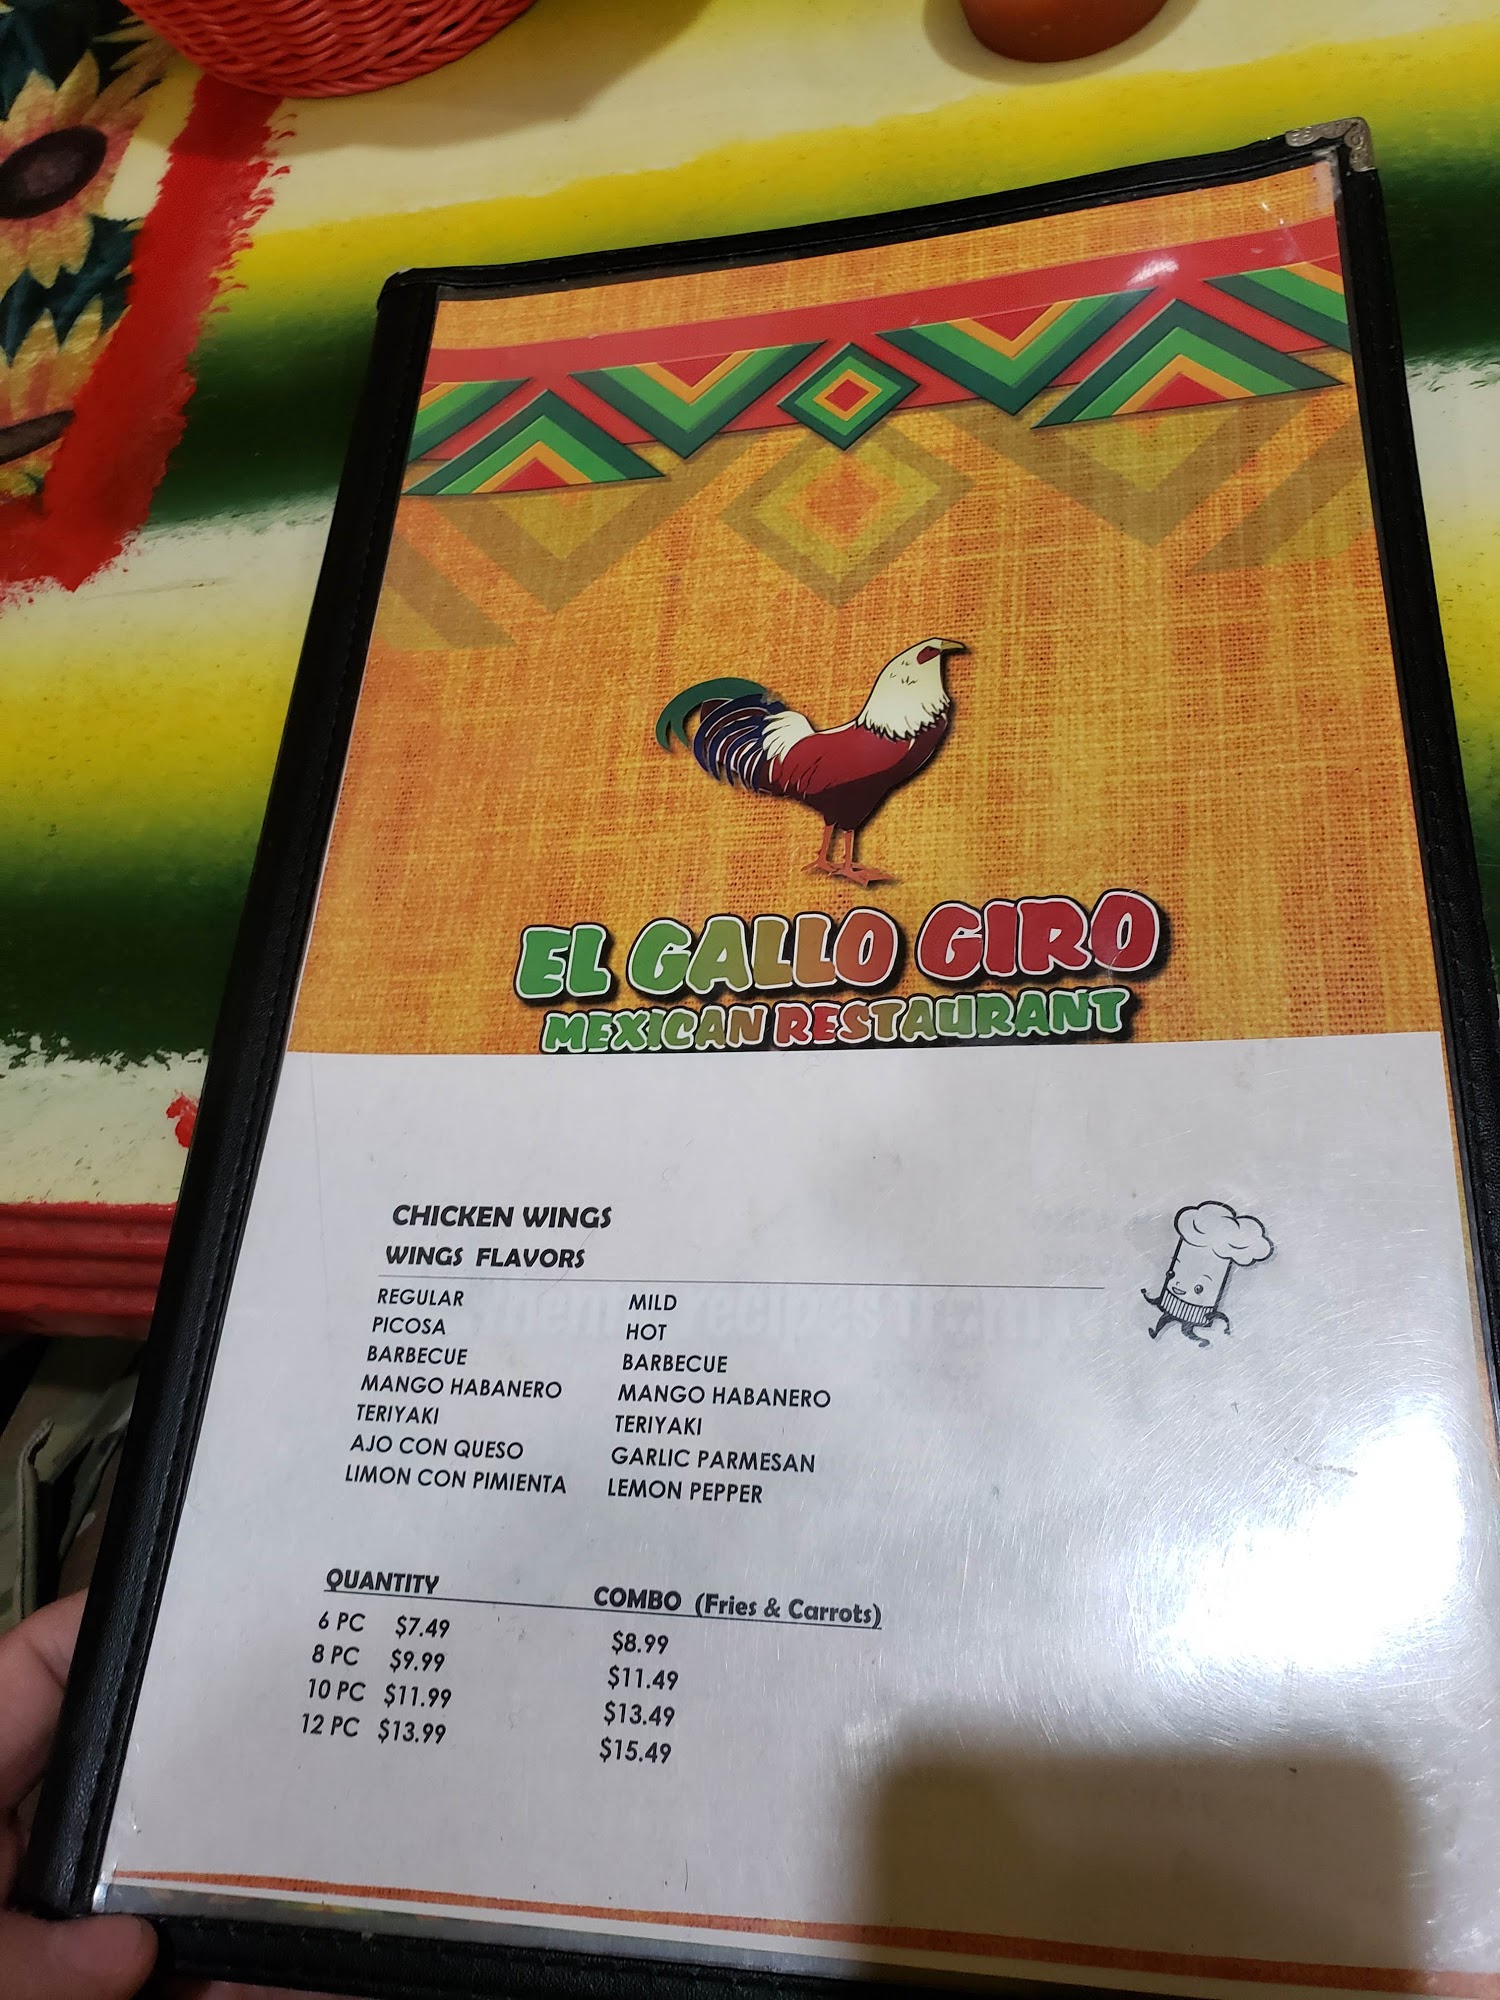 EL GALLO GIRO
MEXICAN RESTAURANT
CHICKEN WINGS
WINGS FLAVORS
REGULAR MILD
PICOSA HOT
BARBECUE BARBECUE
MANGO HABANERO MANGO HABANERO
TERIYAKI TERIYAKI
AJO CON QUESO GARLIC PARMESAN
LIMON CON PIMIENTA LEMON PEPPER
QUANTITY COMBO (Fries & Carrots)
6 PC $7.49 $8.99
8 PC $9.99 $11.49
10 PC $11.99 $13.49
12 PC $13.99 $15.49